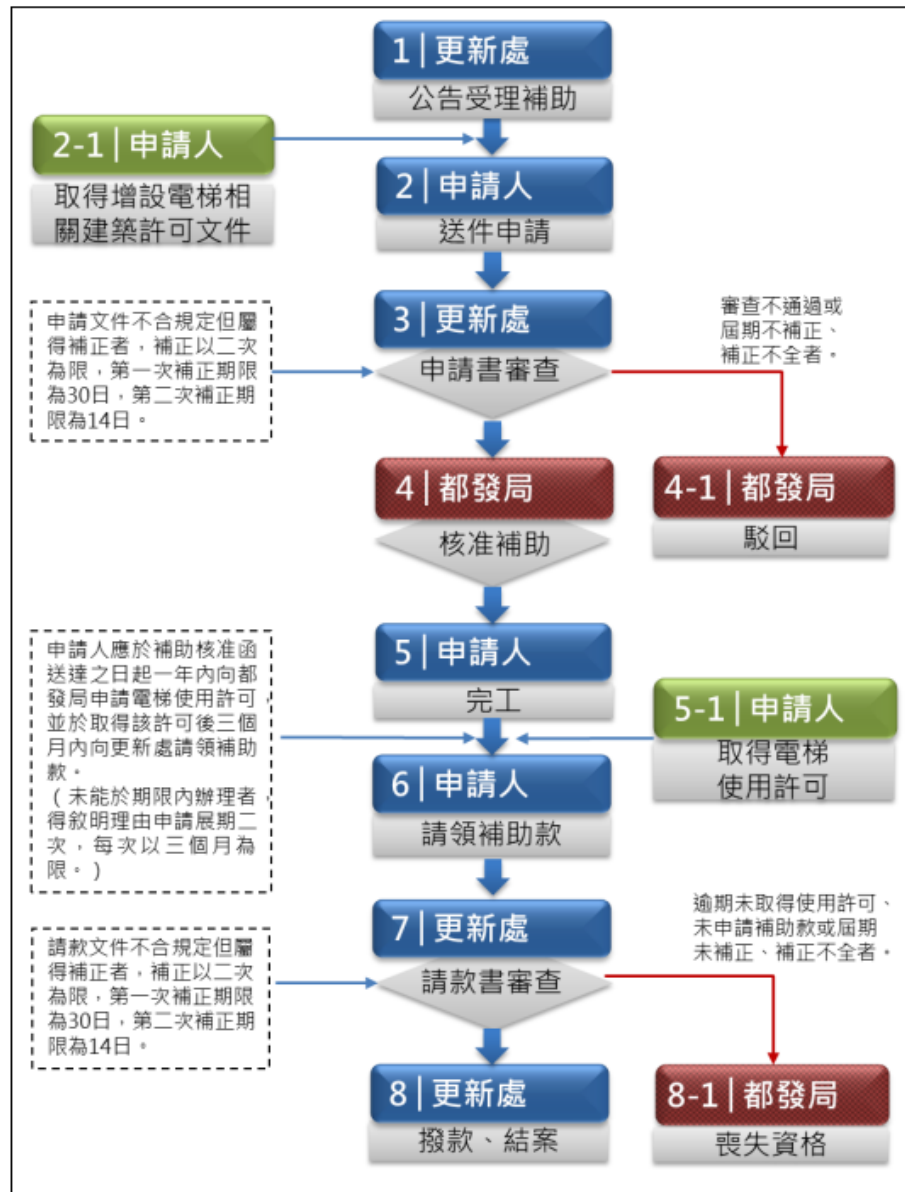 1│更新處
公告受理補助
2-1│申請人
取得增設電梯相
關建築許可文件
2│申請人
送件申請
3│更新處
申請書審查
申請文件不合規定但屬
得補正者，補正以二次
為限，第一次補正期限
為30日，第二次補正期
限為14日。
審查不通過或
屆期不補正、
補正不全者。
4│都發局
核准補助
4-1│都發局
駁回
5│申請人
完工
申請人應於補助核准函
送達之日起一年內向都
發局申請電梯使用許可，
並於取得該許可後三個
月內向更新處請領補助
款。
（未能於期限內辦理者，
得敘明理由申請展期二
次，每次以三個月為
限。）
5-1│申請人
取得電梯
使用許可
6│申請人
請領補助款
7│更新處
請款書審查
請款文件不合規定但屬
得補正者，補正以二次
為限，第一次補正期限
為30日，第二次補正期
限為14日。
逾期未取得使用許可、
未申請補助款或屆期
未補正、補正不全者。
8│更新處
撥款、結案
8-1│都發局
喪失資格